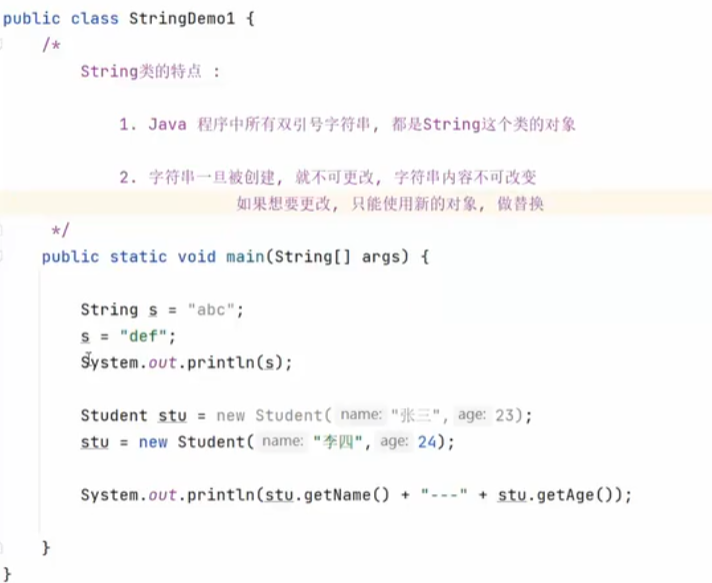 public class StringDemo1 {
/*
String类的特点 :
1. Java 程序中所有双引号字符串, 都是String这个类的对象
2. 字符串一旦被创建, 就不可更改, 字符串内容不可改变
如果想要更改, 只能使用新的对象, 做替换
*/
public static void main(String[] args) {
String s = "abc";
s = "def";
System.out.println(s);
Student stu = new Student( name: "张三", age: 23);
stu = new Student( name: "李四", age: 24);
System.out.println(stu.getName() + "---" + stu.getAge());
}
}